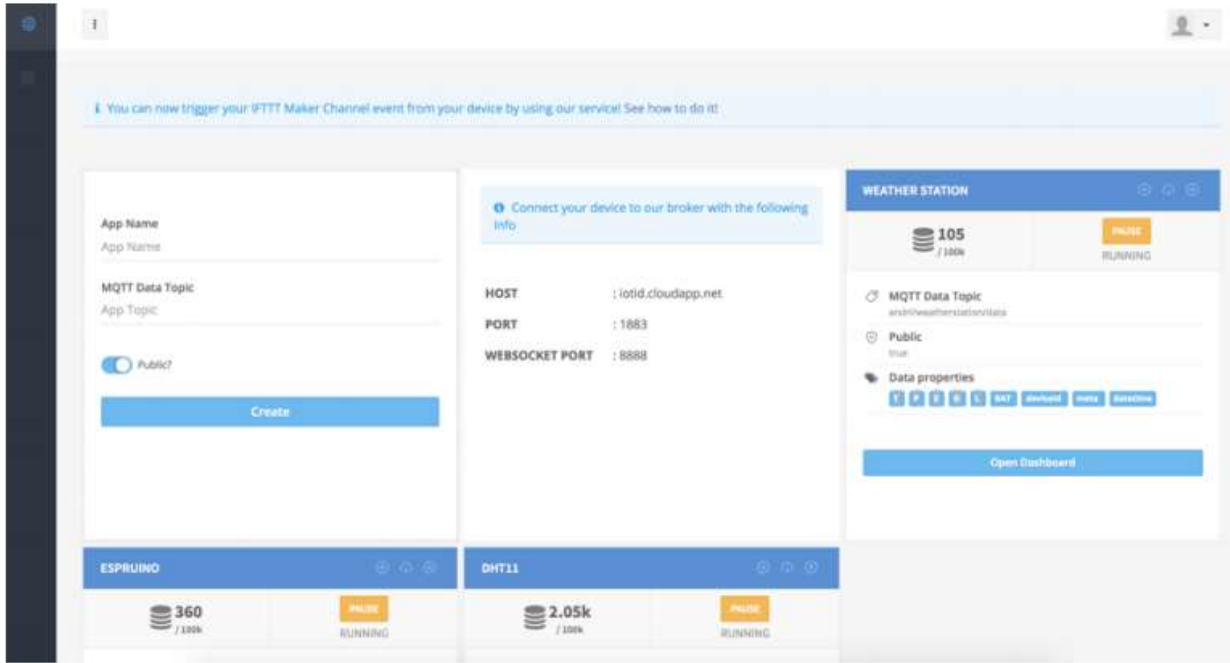 You can now trigger your IFTTT Maker Channel event from your device by using our service! See how to do it!
App Name
App Name
MQTT Data Topic
App Topic
Public?
Create
Connect your device to our broker with the following
Info
HOST : iotid.cloudapp.net
PORT : 1883
WEBSOCKET PORT : 8888
WEATHER STATION
105
/ 100k
PAUSE
RUNNING
MQTT Data Topic
Public
true
Data properties
BAT deviceid meta datetime
Open Dashboard
ESPRUINO
360
/ 100k
PAUSE
RUNNING
DHT11
2.05k
/ 100k
PAUSE
RUNNING